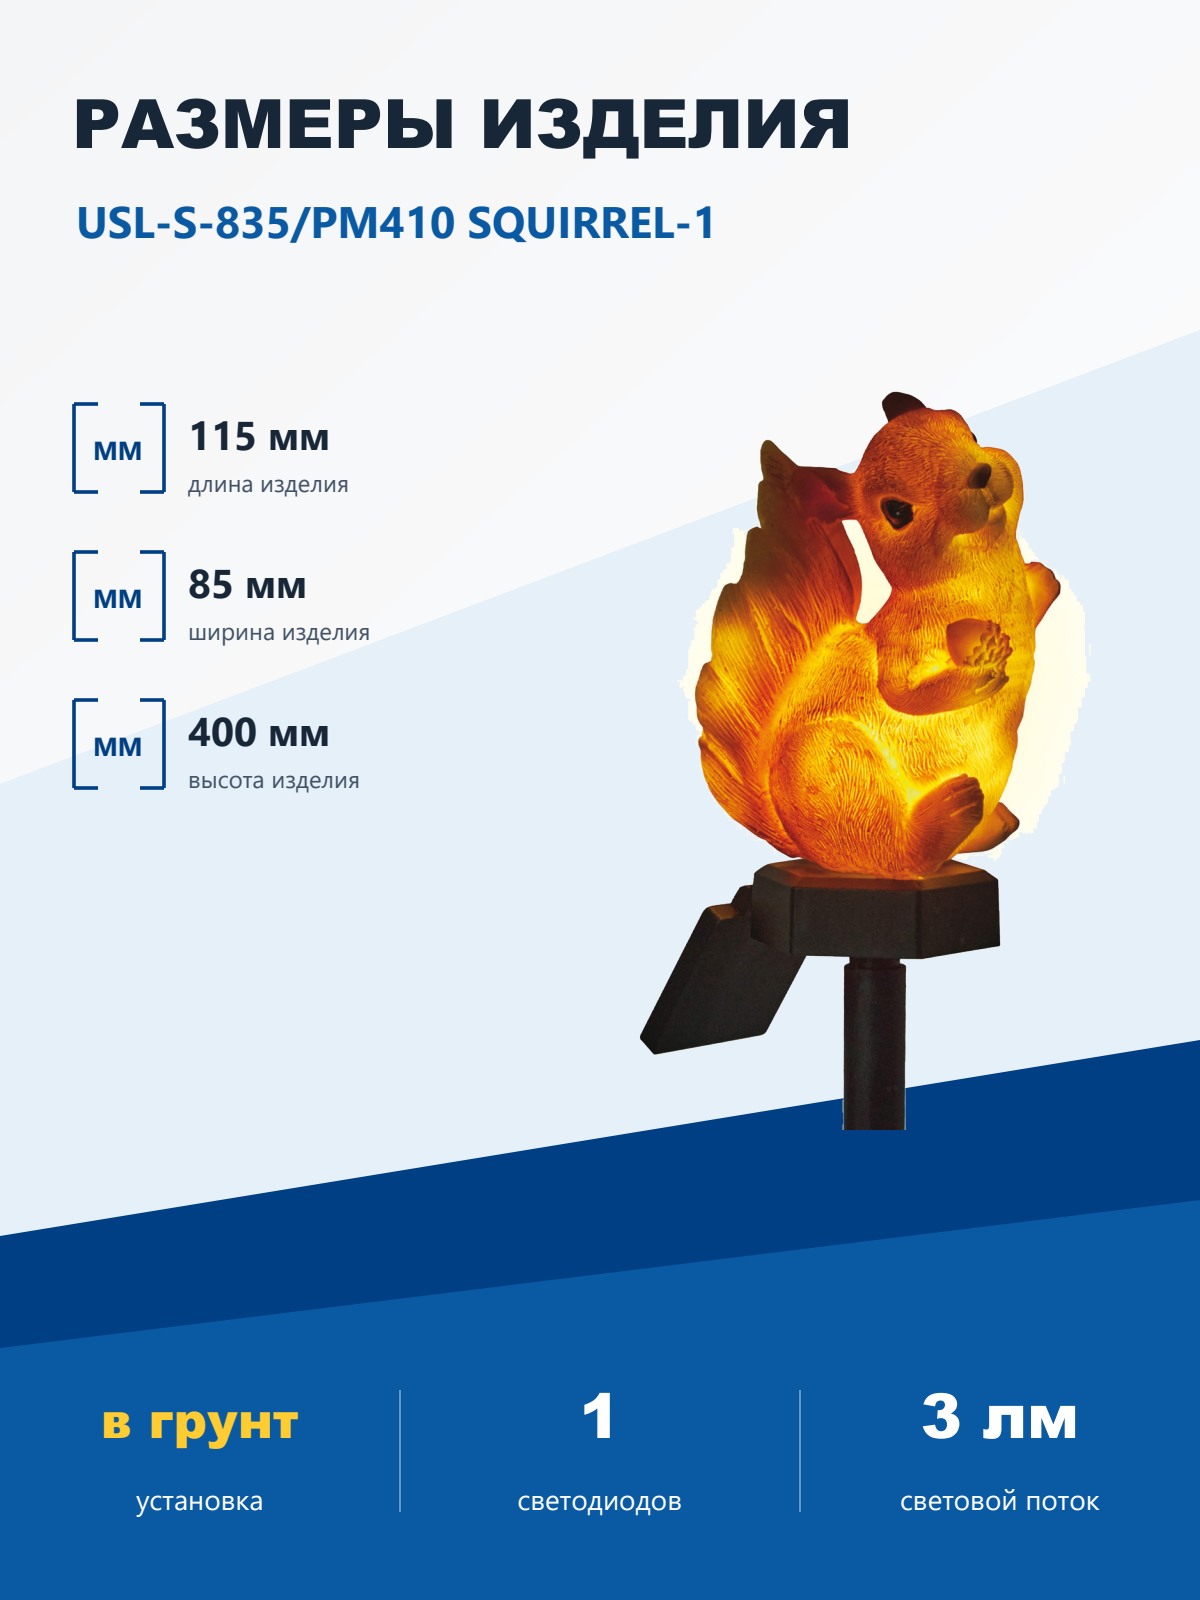 РАЗМЕРЫ ИЗДЕЛИЯ
USL-S-835/PM410 SQUIRREL-1
мм
115 мм
длина изделия
мм
85 мм
ширина изделия
мм
400 мм
высота изделия
в грунт
установка
1
светодиодов
3 лм
световой поток